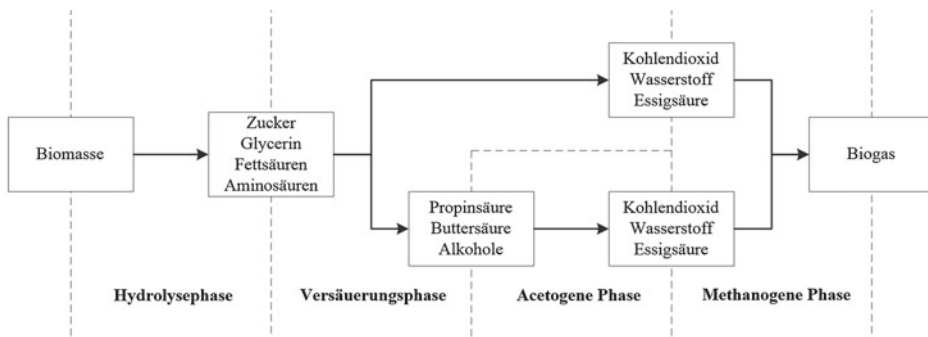 Biomasse
Zucker
Glycerin
Fettsäuren
Aminosäuren
Kohlendioxid
Wasserstoff
Essigsäure
Propinsäure
Buttersäure
Alkohole
Kohlendioxid
Wasserstoff
Essigsäure
Biogas
Hydrolysephase
Versäuerungsphase
Acetogene Phase
Methanogene Phase